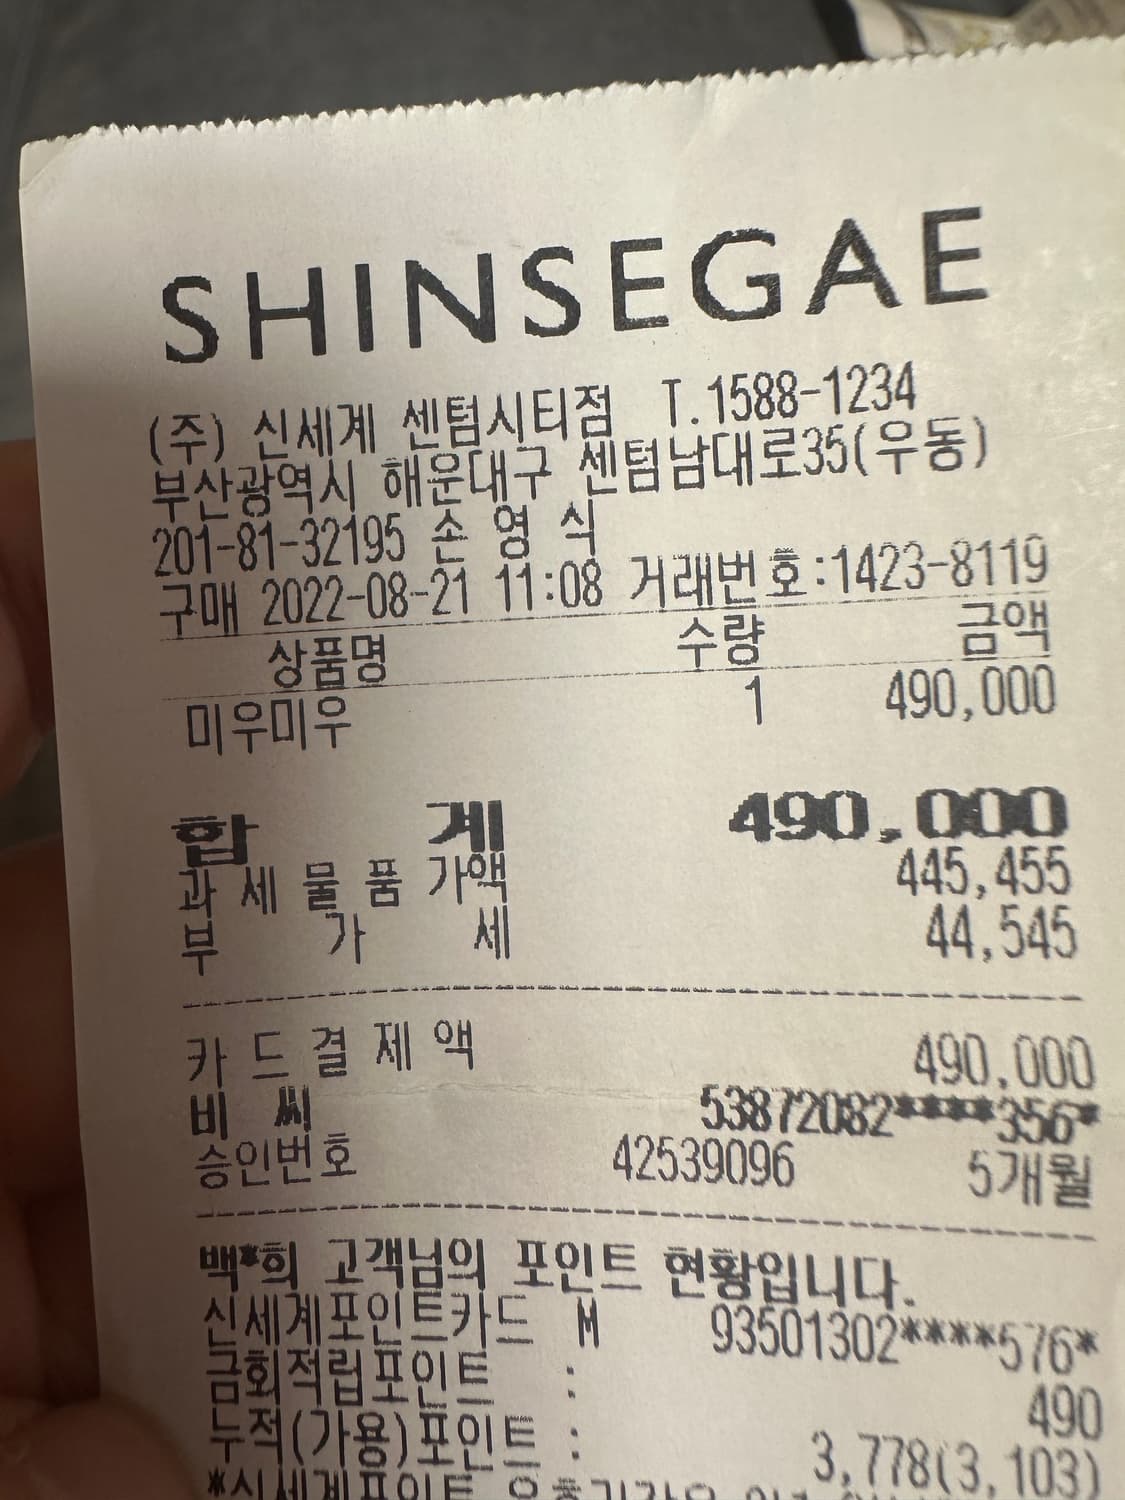 SHINSEGAE
(주) 신세계 센텀시티점 T.1588-1234
부산광역시 해운대구 센텀남대로35(우동)
201-81-32195 손 영 식
구매 2022-08-21 11:08 거래번호:1423-8119
상품명 수량 금액
미우미우 1 490,000
합 계 490,000
과 세 물 품 가액 445,455
부 가 세 44,545
카 드 결 제 액 490,000
비 씨 53872082****356*
승인번호 42539096 5개월
백*희 고객님의 포인트 현황입니다.
신세계포인트카드 M 93501302****576*
금회적립포인트 : 490
누적(가용)포인트 : 3,778(3,103)
*신세계포인트